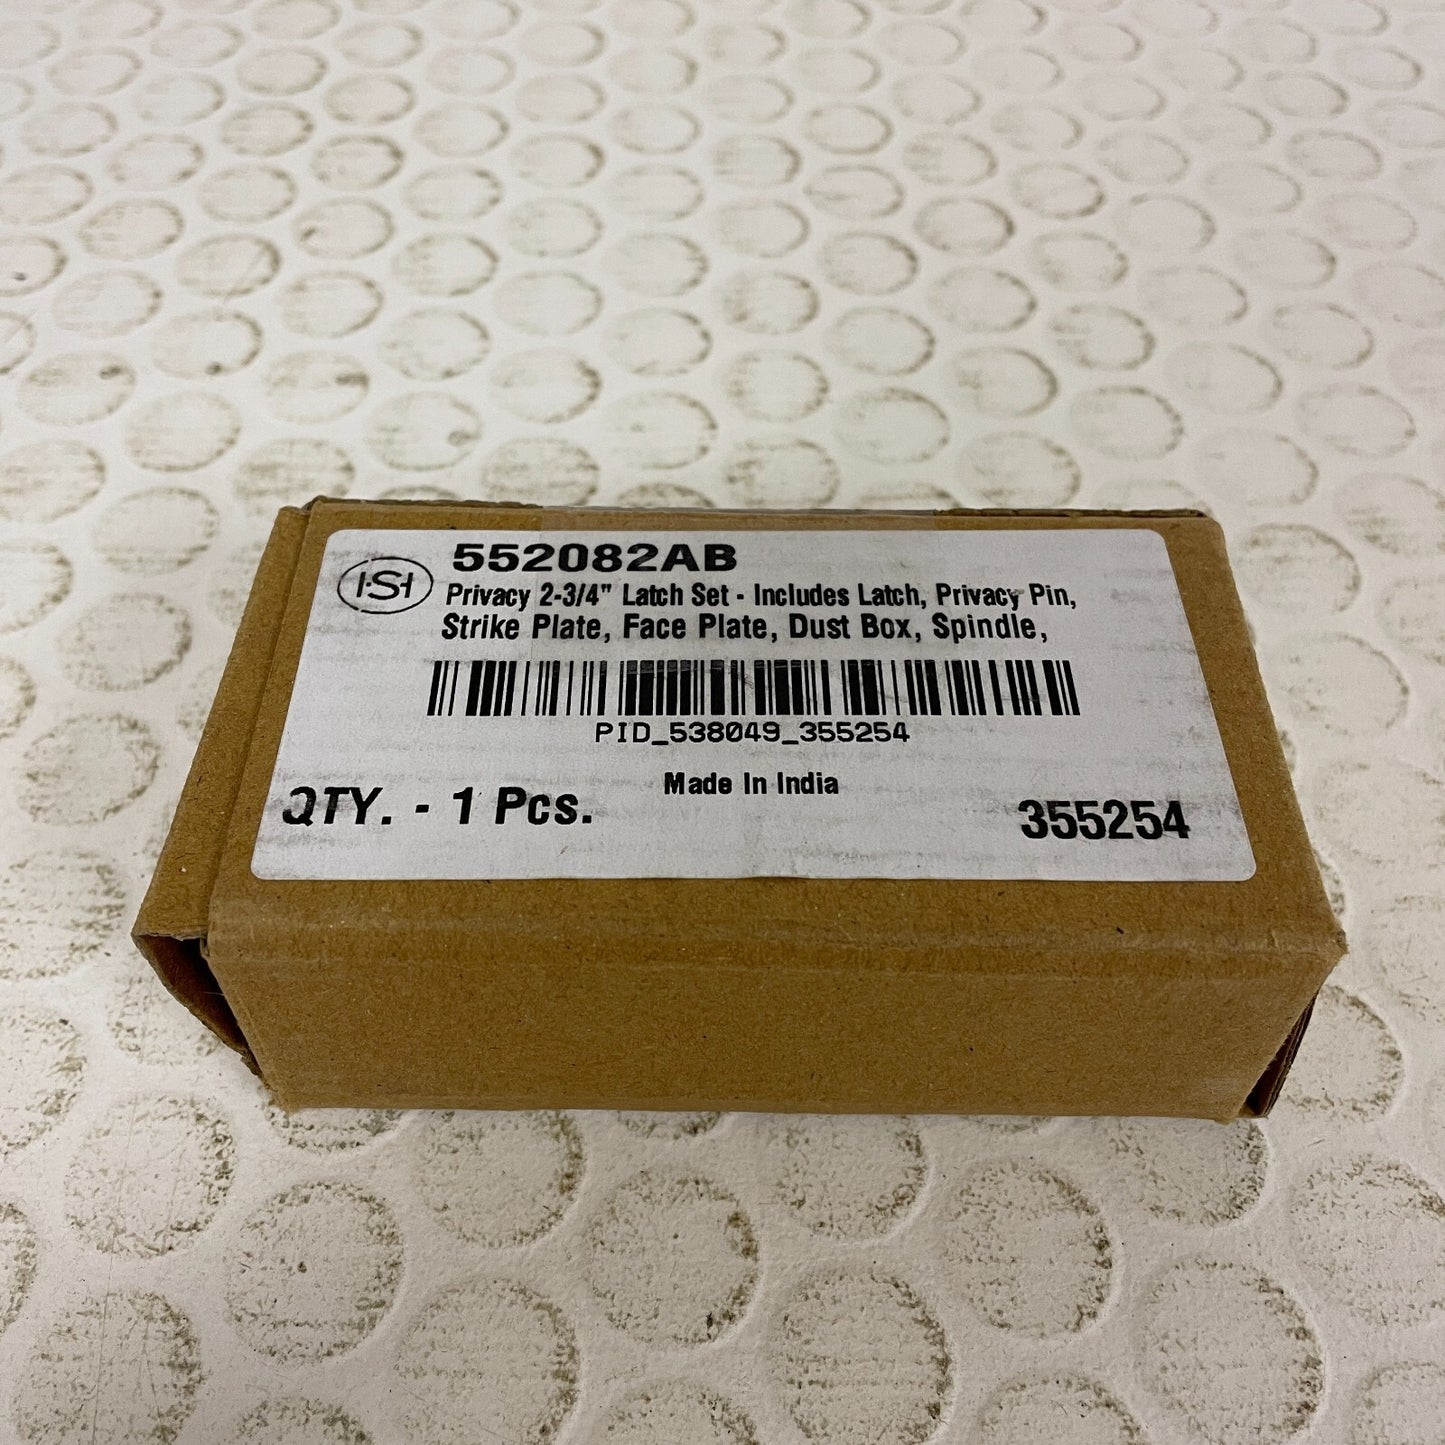 552082AB
HSH
Privacy 2-3/4" Latch Set - Includes Latch, Privacy Pin,
Strike Plate, Face Plate, Dust Box, Spindle,
PID_538049_355254
Made In India
QTY. - 1 Pcs.
355254